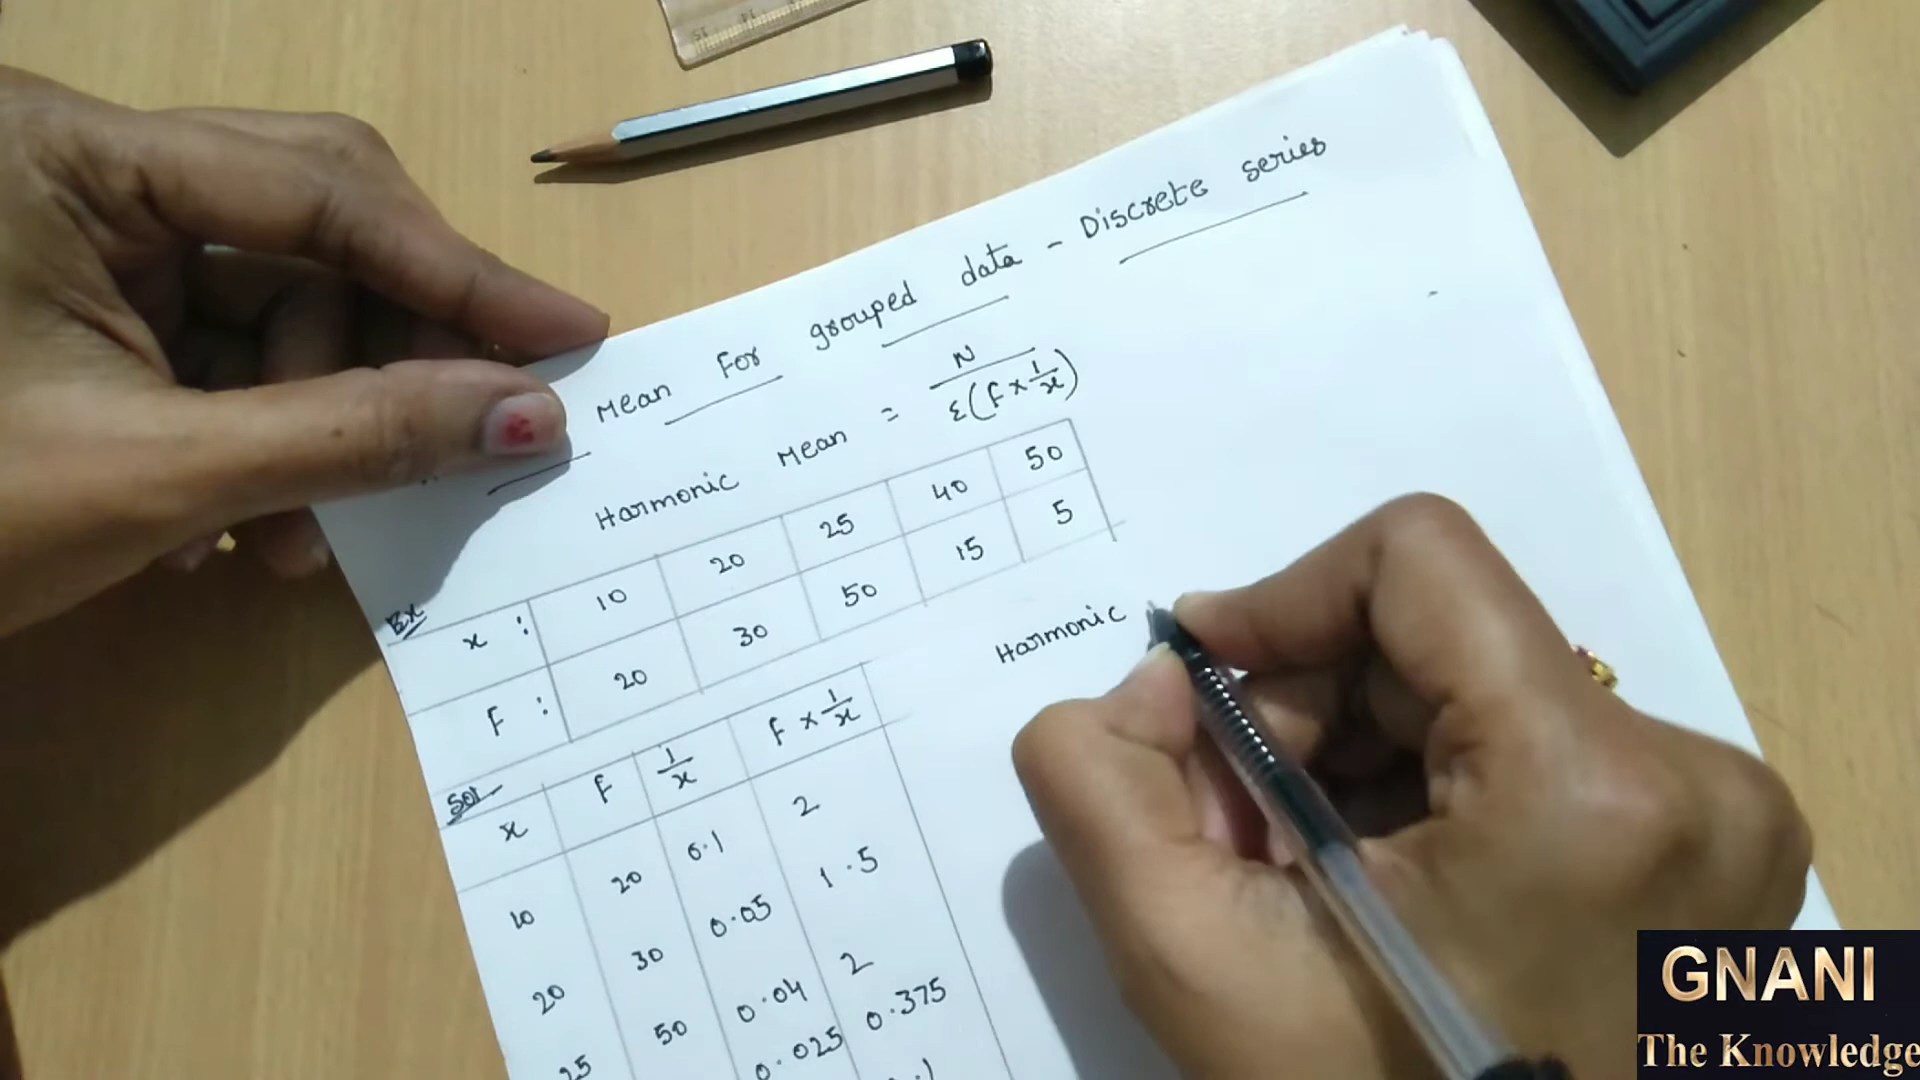 Mean For grouped data - Discrete series
Harmonic Mean = N / Σ(F × 1/x)
Ex
x : 10 20 25 40 50
F : 20 30 50 15 5
Sol
x F 1/x F × 1/x
10 20 0.1 2
20 30 0.05 1.5
25 50 0.04 2
0.025 0.375
0.1
Harmonic
GNANI
The Knowledge